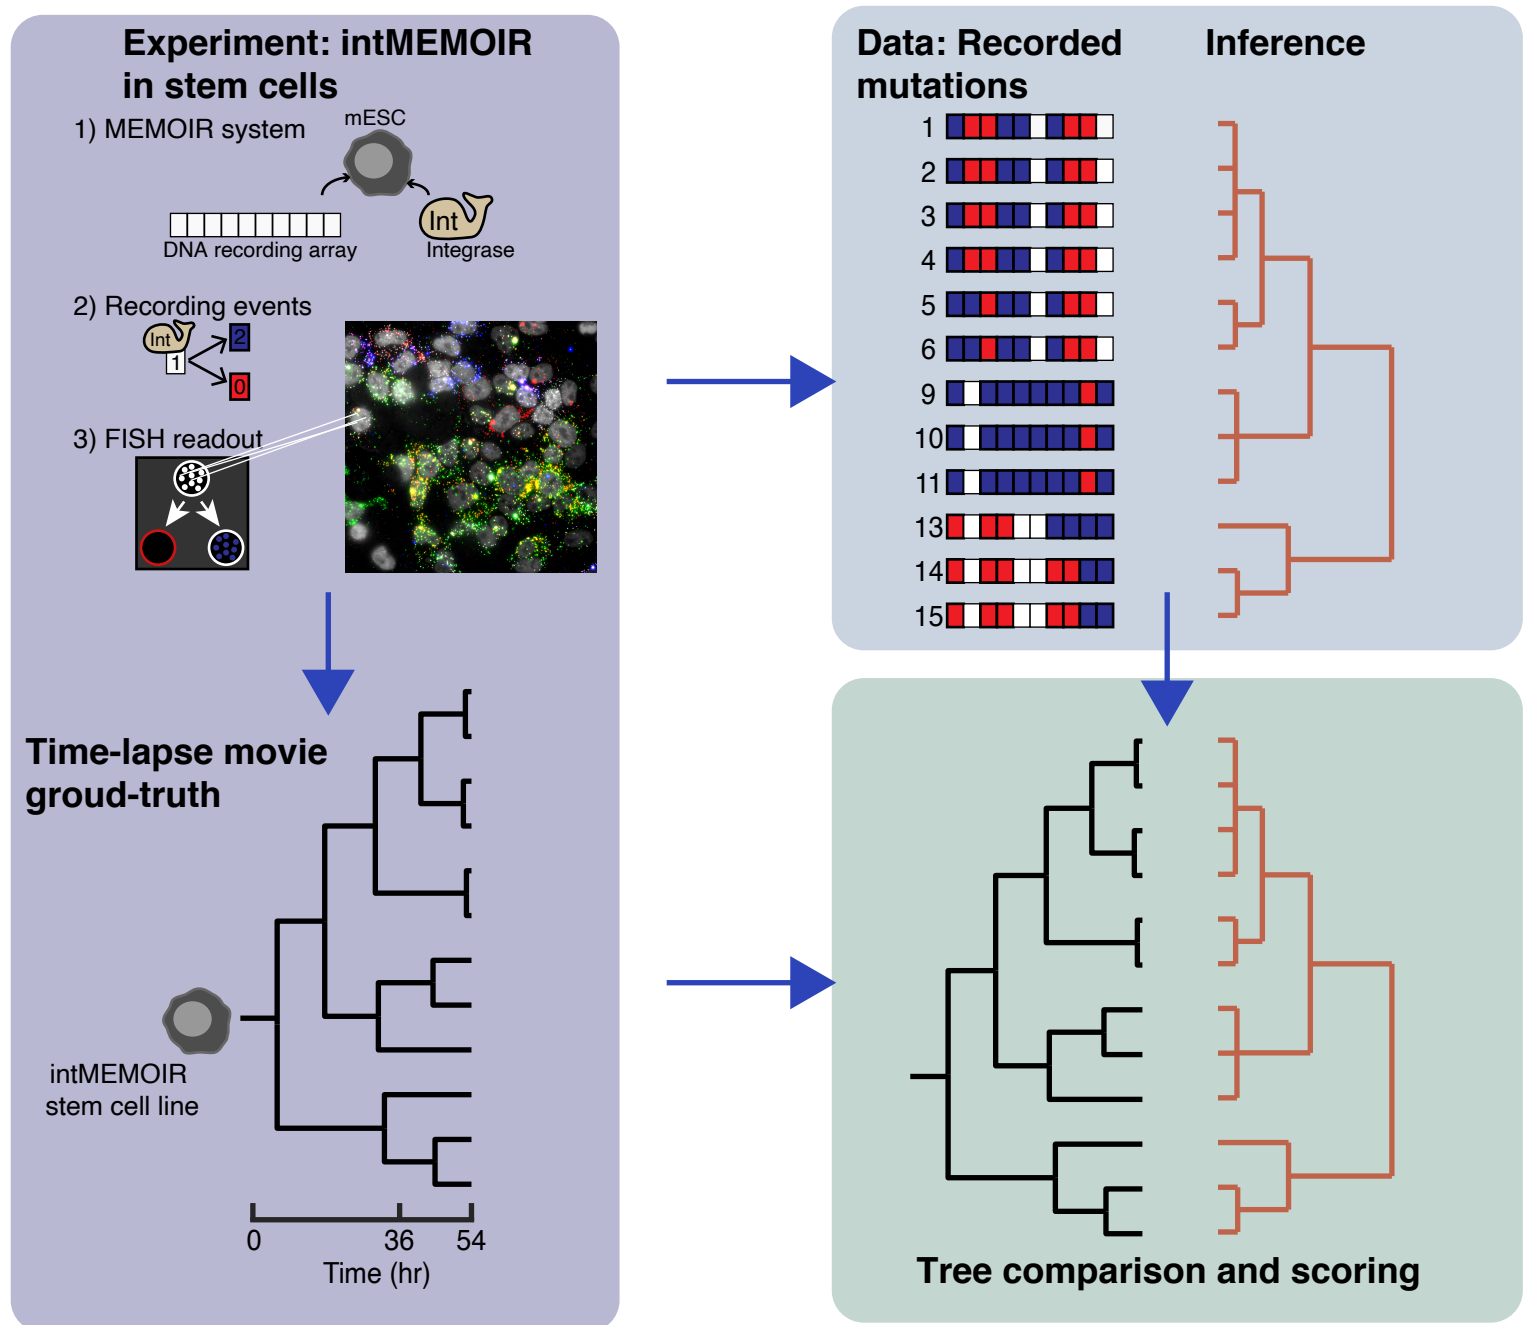 Experiment: intMEMOIR
in stem cells
1) MEMOIR system
mESC
Int
DNA recording array
Integrase
2) Recording events
Int
1
2
0
3) FISH readout
Time-lapse movie
groud-truth
intMEMOIR
stem cell line
0 36 54
Time (hr)
Data: Recorded
mutations
Inference
1
2
3
4
5
6
9
10
11
13
14
15
Tree comparison and scoring